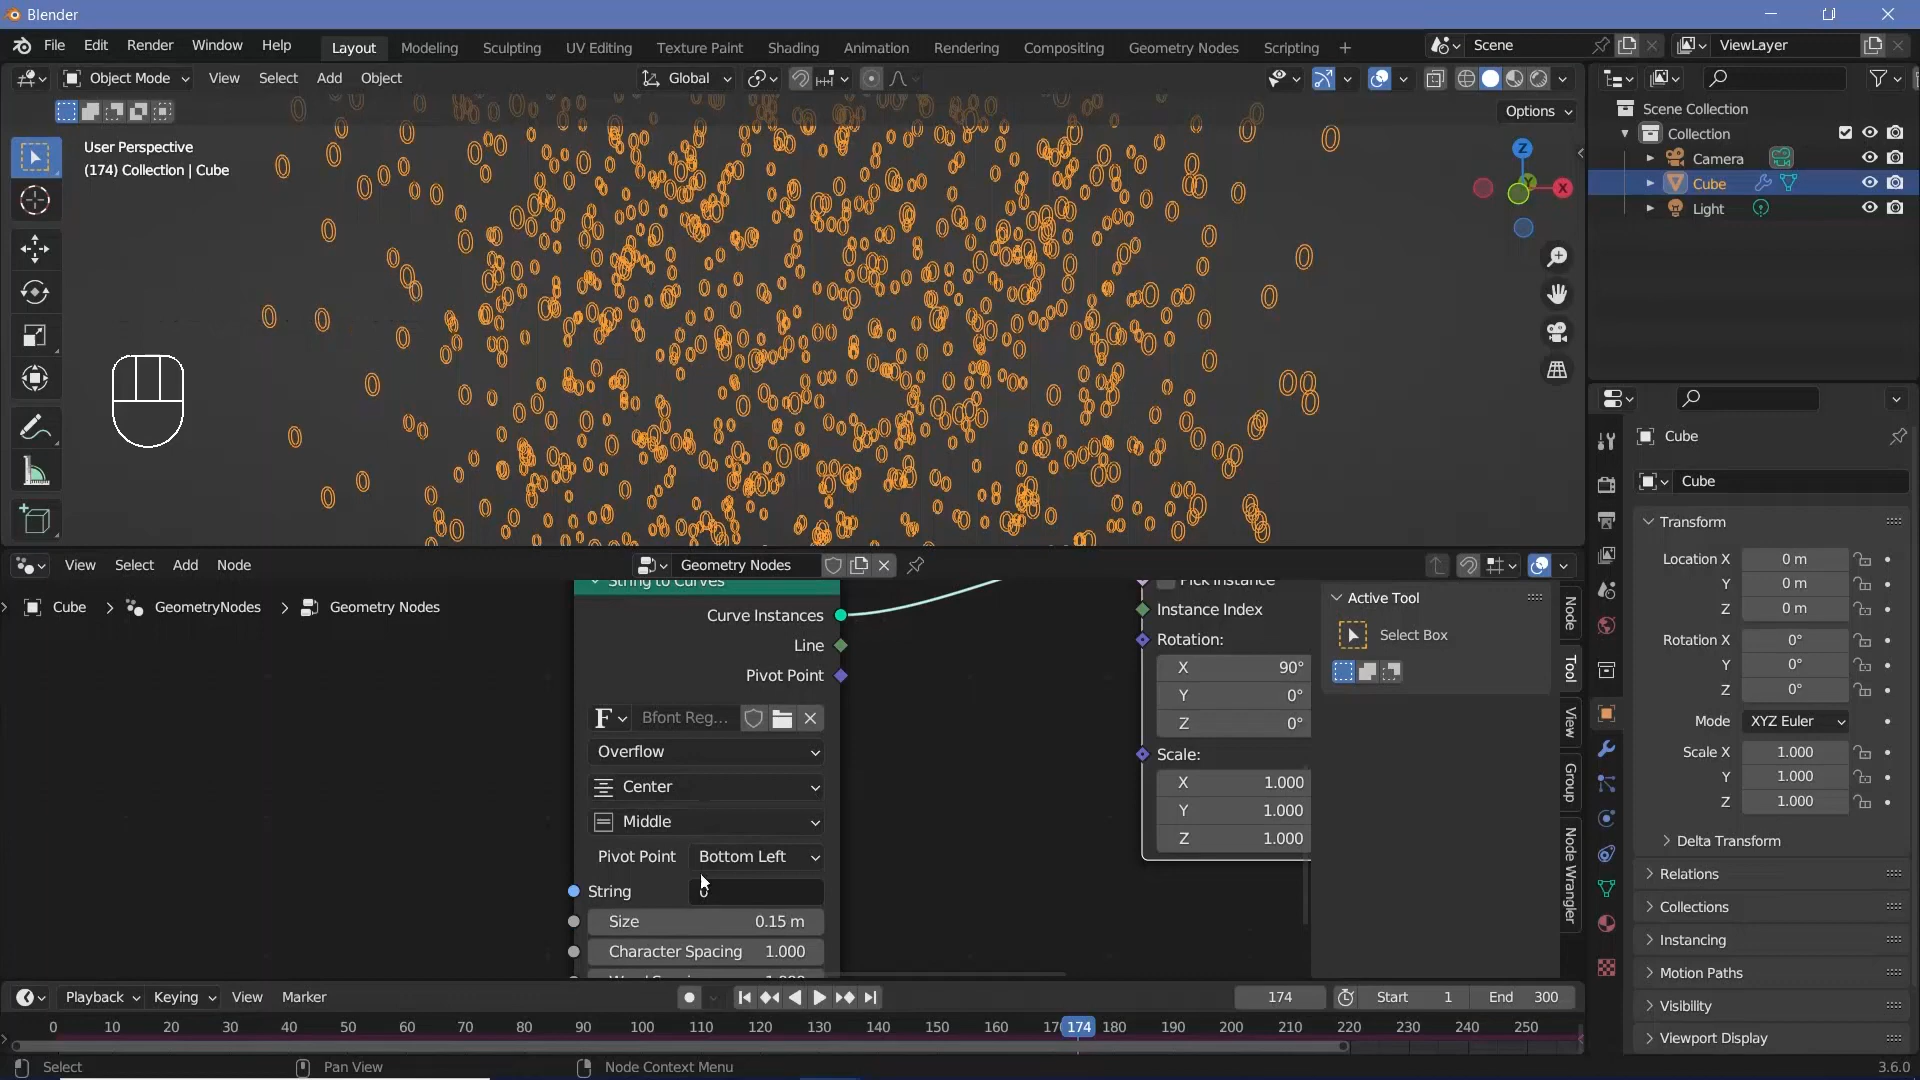 Blender
File Edit Render Window Help Layout Modeling Sculpting UV Editing Texture Paint Shading Animation Rendering Compositing Geometry Nodes Scripting + Scene ViewLayer
Object Mode View Select Add Object Global
Options
User Perspective
(174) Collection | Cube
Z
X
Scene Collection
Collection
Camera
Cube
Light
Cube
Cube
Transform
Location X 0 m
Y 0 m
Z 0 m
Rotation X 0°
Y 0°
Z 0°
Mode XYZ Euler
Scale X 1.000
Y 1.000
Z 1.000
Delta Transform
Relations
Collections
Instancing
Motion Paths
Visibility
Viewport Display
View Select Add Node Geometry Nodes
Cube > GeometryNodes > Geometry Nodes
String to Curves
Curve Instances
Line
Pivot Point
F Bfont Reg...
Overflow
Center
Middle
Pivot Point Bottom Left
String 0
Size 0.15 m
Character Spacing 1.000
Pick Instance
Instance Index
Rotation:
X 90°
Y 0°
Z 0°
Scale:
X 1.000
Y 1.000
Z 1.000
Active Tool
Select Box
Node
Tool
View
Group
Node Wrangler
Playback Keying View Marker 174 Start 1 End 300
0 10 20 30 40 50 60 70 80 90 100 110 120 130 140 150 160 17 174 180 190 200 210 220 230 240 250
Select Pan View Node Context Menu 3.6.0